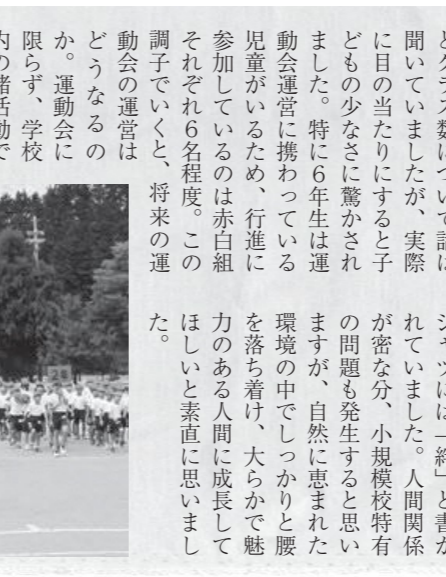 とクラス数について話は
聞いていましたが、実際
に目の当たりにすると子
どもの少なさに驚かされ
ました。特に6年生は運
動会運営に携わっている
児童がいるため、行進に
参加しているのは赤白組
それぞれ6名程度。この
調子でいくと、将来の運
動会の運営は
どうなるの
か。運動会に
限らず、学校
内の諸活動で
シャツには「絆」と書か
れていました。人間関係
が密な分、小規模校特有
の問題も発生すると思い
ますが、自然に恵まれた
環境の中でしっかりと腰
を落ち着け、大らかで魅
力のある人間に成長して
ほしいと素直に思いまし
た。